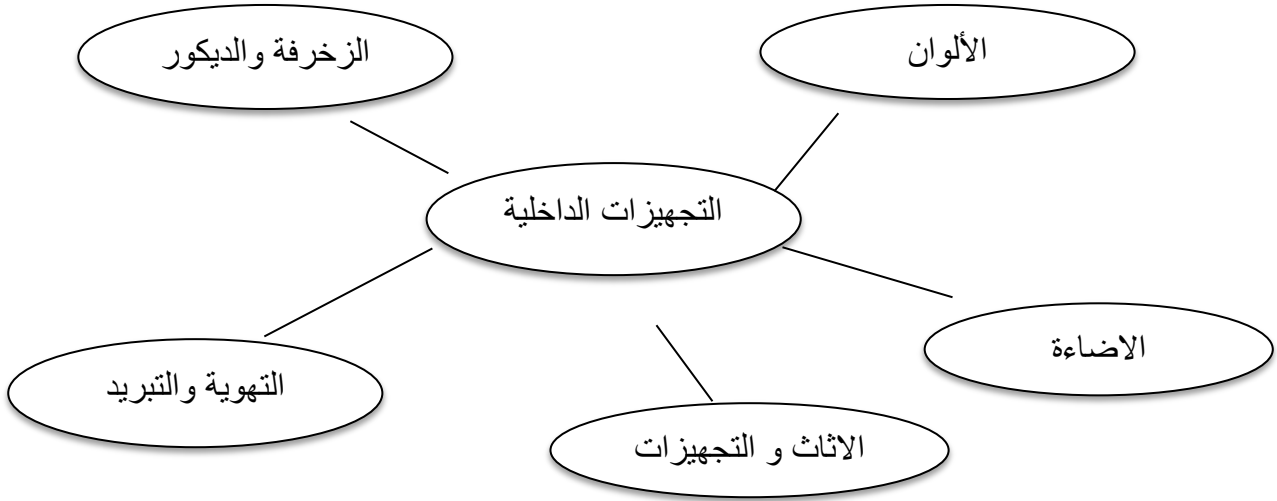 الألوان
الزخرفة والديكور
التجهيزات الداخلية
الاضاءة
التهوية والتبريد
الاثاث و التجهيزات